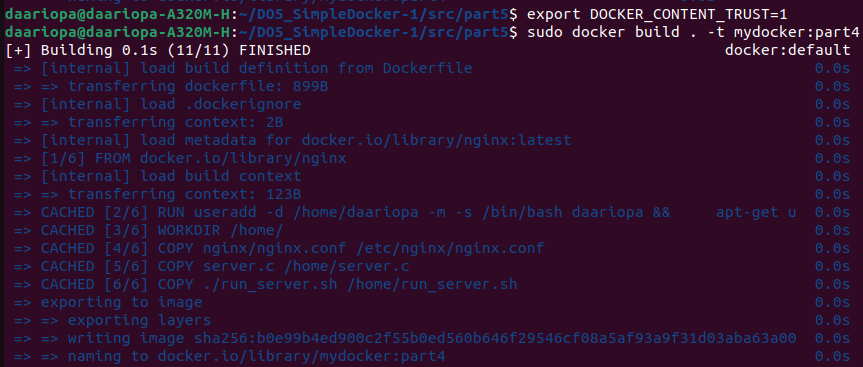 daariopa@daariopa-A320M-H:~/DO5_SimpleDocker-1/src/part5$ export DOCKER_CONTENT_TRUST=1
daariopa@daariopa-A320M-H:~/DO5_SimpleDocker-1/src/part5$ sudo docker build . -t mydocker:part4
[+] Building 0.1s (11/11) FINISHED docker:default
=> [internal] load build definition from Dockerfile 0.0s
=> => transferring dockerfile: 899B 0.0s
=> [internal] load .dockerignore 0.0s
=> => transferring context: 2B 0.0s
=> [internal] load metadata for docker.io/library/nginx:latest 0.0s
=> [1/6] FROM docker.io/library/nginx 0.0s
=> [internal] load build context 0.0s
=> => transferring context: 123B 0.0s
=> CACHED [2/6] RUN useradd -d /home/daariopa -m -s /bin/bash daariopa && apt-get u 0.0s
=> CACHED [3/6] WORKDIR /home/ 0.0s
=> CACHED [4/6] COPY nginx/nginx.conf /etc/nginx/nginx.conf 0.0s
=> CACHED [5/6] COPY server.c /home/server.c 0.0s
=> CACHED [6/6] COPY ./run_server.sh /home/run_server.sh 0.0s
=> exporting to image 0.0s
=> => exporting layers 0.0s
=> => writing image sha256:b0e99b4ed900c2f55b0ed560b646f29546cf08a5af93a9f31d03aba63a00 0.0s
=> => naming to docker.io/library/mydocker:part4 0.0s